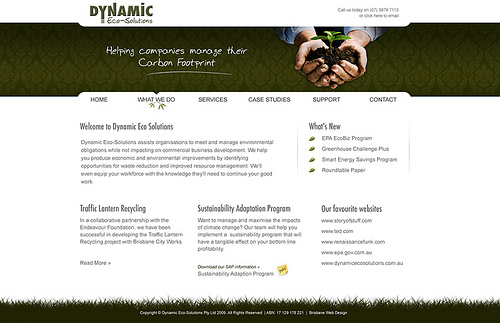 DYNAMIC
Eco-Solutions
Call us today on (07) 3878 7113
or click here to email
Helping companies manage their
Carbon Footprint
HOME
WHAT WE DO
SERVICES
CASE STUDIES
SUPPORT
CONTACT
Welcome to Dynamic Eco Solutions
Dynamic Eco-Solutions assists organisations to meet and manage environmental
obligations while not impacting on commercial business development. We help
you produce economic and environmental improvements by identifying
opportunities for waste reduction and improved resource management. We'll
even equip your workforce with the knowledge they'll need to continue your good
work.
What's New
EPA EcoBiz Program
Greenhouse Challenge Plus
Smart Energy Savings Program
Roundtable Paper
Traffic Lantern Recycling
In a collaborative partnership with the
Endeavour Foundation, we have been
successful in developing the Traffic Lantern
Recycling project with Brisbane City Works.
Read More »
Sustainability Adaptation Program
Want to manage and maximise the impacts
of climate change? Our team will help you
implement a sustainability program that will
have a tangible effect on your bottom line
profitability.
Download our SAP information »
Sustainability Adaption Program
Our favourite websites
www.storyofstuff.com
www.ted.com
www.renaissancefunk.com
www.epa.gov.com.au
www.dynamicecosolutions.com.au
Copyright © Dynamic Eco-Solutions Pty Ltd 2009. All Rights Reserved | ABN: 17 129 178 221 | Brisbane Web Design